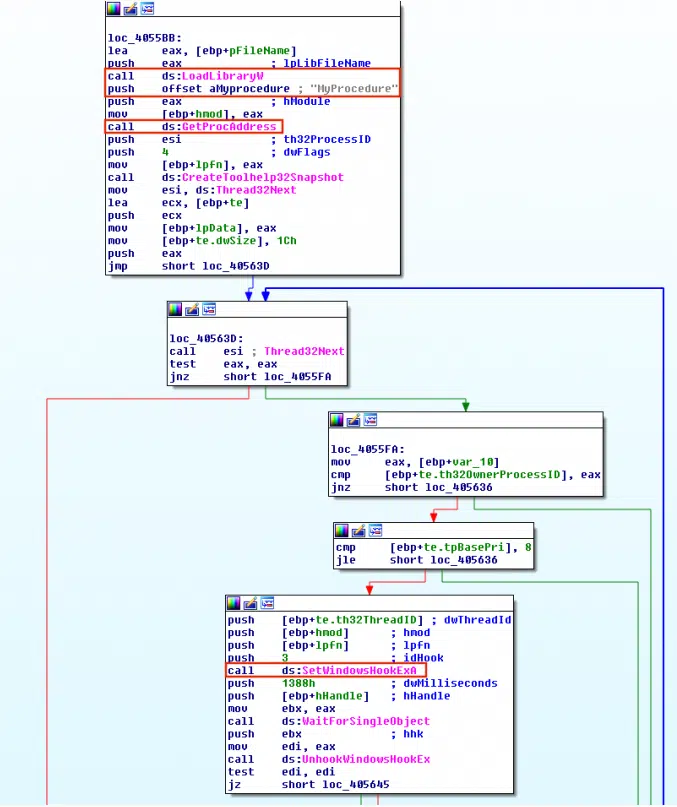 loc_4055BB:
lea eax, [ebp+pFileName]
push eax ; lpLibFileName
call ds:LoadLibraryW
push offset aMyprocedure ; "MyProcedure"
push eax ; hModule
mov [ebp+hmod], eax
call ds:GetProcAddress
push esi ; th32ProcessID
push 4 ; dwFlags
mov [ebp+lpfn], eax
call ds:CreateToolhelp32Snapshot
mov esi, ds:Thread32Next
lea ecx, [ebp+te]
push ecx
mov [ebp+lpData], eax
mov [ebp+te.dwSize], 1Ch
push eax
jmp short loc_40563D
loc_40563D:
call esi ; Thread32Next
test eax, eax
jnz short loc_4055FA
loc_4055FA:
mov eax, [ebp+var_10]
cmp [ebp+te.th32OwnerProcessID], eax
jnz short loc_405636
cmp [ebp+te.tpBasePri], 8
jle short loc_405636
push [ebp+te.th32ThreadID] ; dwThreadId
push [ebp+hmod] ; hmod
push [ebp+lpfn] ; lpfn
push 3 ; idHook
call ds:SetWindowsHookExA
push 1388h ; dwMilliseconds
push [ebp+hHandle] ; hHandle
mov ebx, eax
call ds:WaitForSingleObject
push ebx ; hhk
mov edi, eax
call ds:UnhookWindowsHookEx
test edi, edi
jz short loc_405645